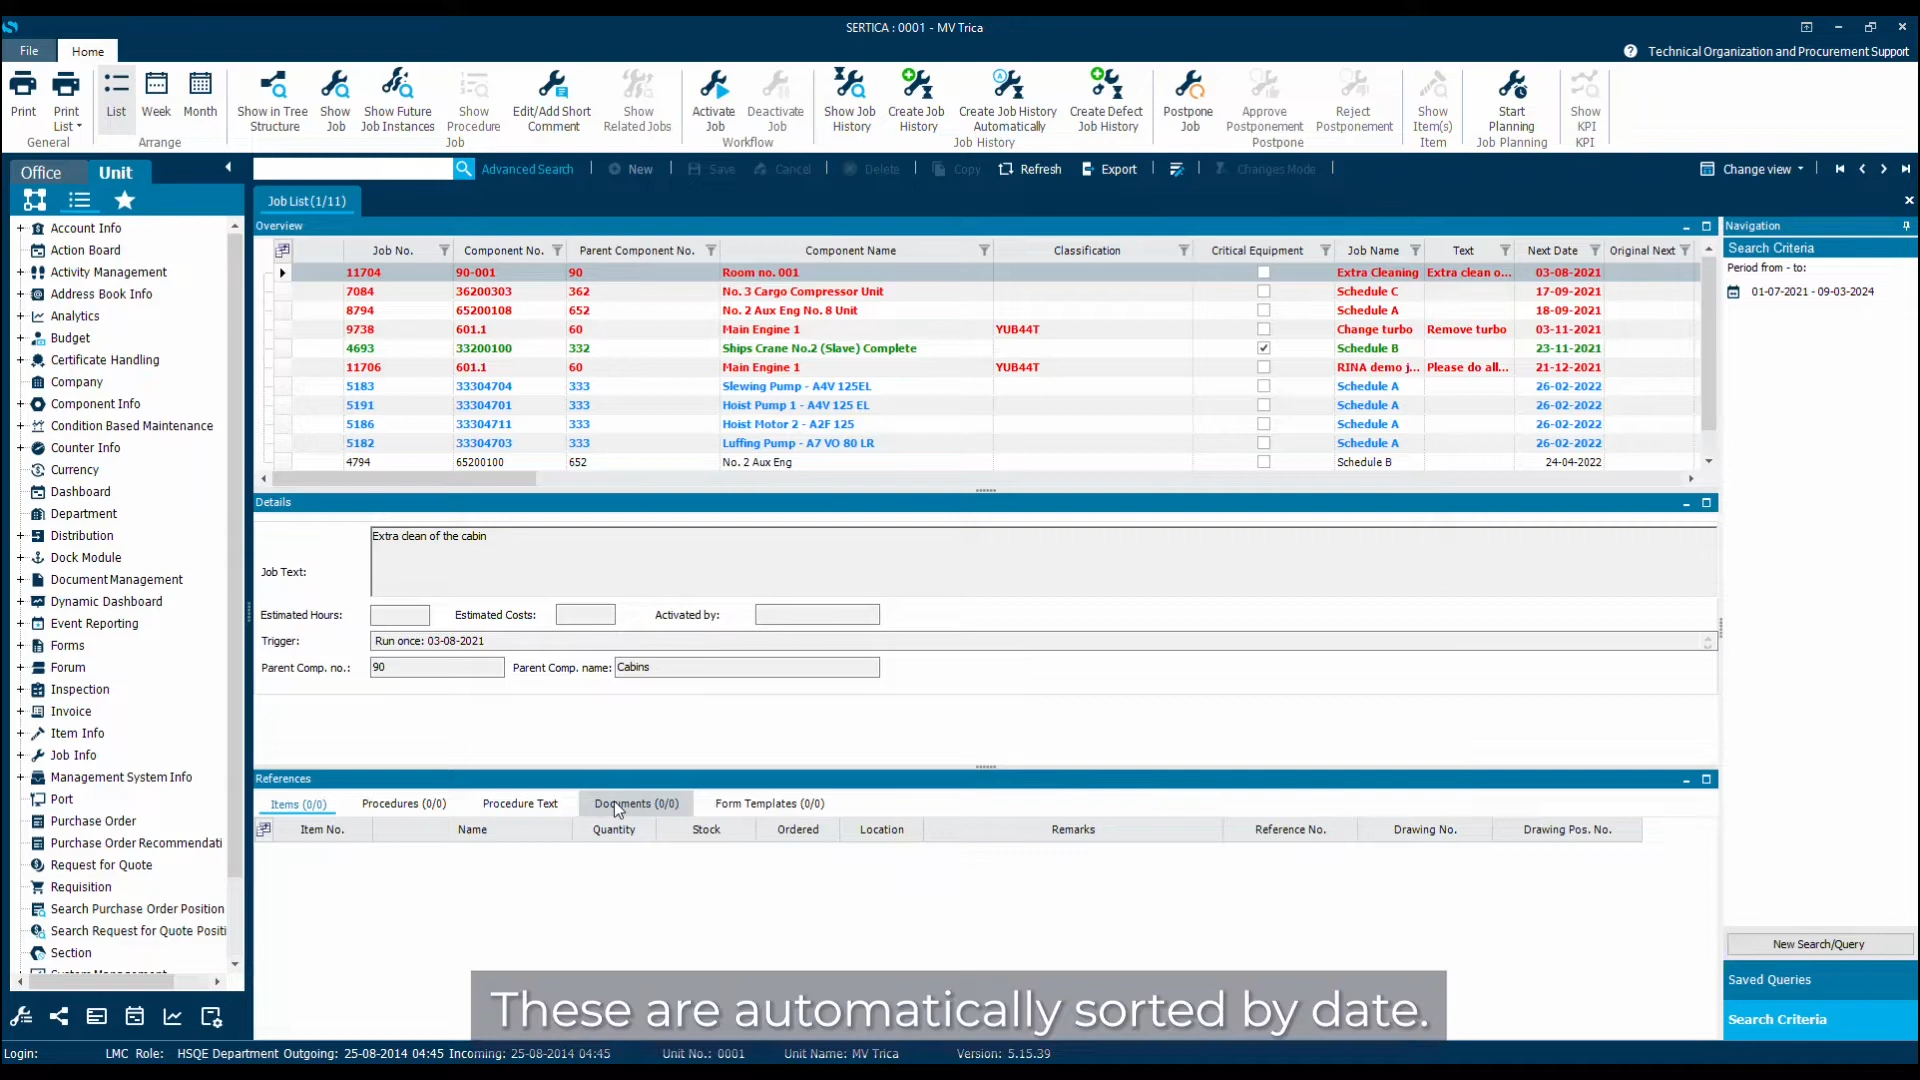 SERTICA : 0001 - MV Trica
File Home
Technical Organization and Procurement Support
Print Print List List Week Month Show in Tree Structure Show Job Show Future Job Instances Show Procedure Edit/Add Short Comment Show Related Jobs Activate Job Deactivate Job Show Job History Create Job History Create Job History Automatically Create Defect Job History Postpone Job Approve Postponement Reject Postponement Show Item(s) Start Planning Show KPI
General Arrange Job Workflow Job History Postpone Item Job Planning KPI
Office Unit
Advanced Search New Save Cancel Delete Copy Refresh Export Changes Mode Change view
Job List (1/11)
Overview
Job No. Component No. Parent Component No. Component Name Classification Critical Equipment Job Name Text Next Date Original Next
11704 90-001 90 Room no. 001 Extra Cleaning Extra clean o... 03-08-2021
7084 36200303 362 No. 3 Cargo Compressor Unit Schedule C 17-09-2021
8794 65200108 652 No. 2 Aux Eng No. 8 Unit Schedule A 18-09-2021
9738 601.1 60 Main Engine 1 YUB44T Change turbo Remove turbo 03-11-2021
4693 33200100 332 Ships Crane No.2 (Slave) Complete Schedule B 23-11-2021
11706 601.1 60 Main Engine 1 YUB44T RINA demo j... Please do all... 21-12-2021
5183 33304704 333 Slewing Pump - A4V 125EL Schedule A 26-02-2022
5191 33304701 333 Hoist Pump 1 - A4V 125 EL Schedule A 26-02-2022
5186 33304711 333 Hoist Motor 2 - A2F 125 Schedule A 26-02-2022
5182 33304703 333 Luffing Pump - A7 VO 80 LR Schedule A 26-02-2022
4794 65200100 652 No. 2 Aux Eng Schedule B 24-04-2022
Navigation
Search Criteria
Period from - to:
01-07-2021 - 09-03-2024
Account Info
Action Board
Activity Management
Address Book Info
Analytics
Budget
Certificate Handling
Company
Component Info
Condition Based Maintenance
Counter Info
Currency
Dashboard
Department
Distribution
Dock Module
Document Management
Dynamic Dashboard
Event Reporting
Forms
Forum
Inspection
Invoice
Item Info
Job Info
Management System Info
Port
Purchase Order
Purchase Order Recommendati
Request for Quote
Requisition
Search Purchase Order Position
Search Request for Quote Positi
Section
Details
Job Text: Extra clean of the cabin
Estimated Hours: Estimated Costs: Activated by:
Trigger: Run once: 03-08-2021
Parent Comp. no.: 90 Parent Comp. name: Cabins
References
Items (0/0) Procedures (0/0) Procedure Text Documents (0/0) Form Templates (0/0)
Item No. Name Quantity Stock Ordered Location Remarks Reference No. Drawing No. Drawing Pos. No.
New Search/Query
Saved Queries
Search Criteria
These are automatically sorted by date.
Login: LMC Role: HSQE Department Outgoing: 25-08-2014 04:45 Incoming: 25-08-2014 04:45 Unit No.: 0001 Unit Name: MV Trica Version: 5.15.39